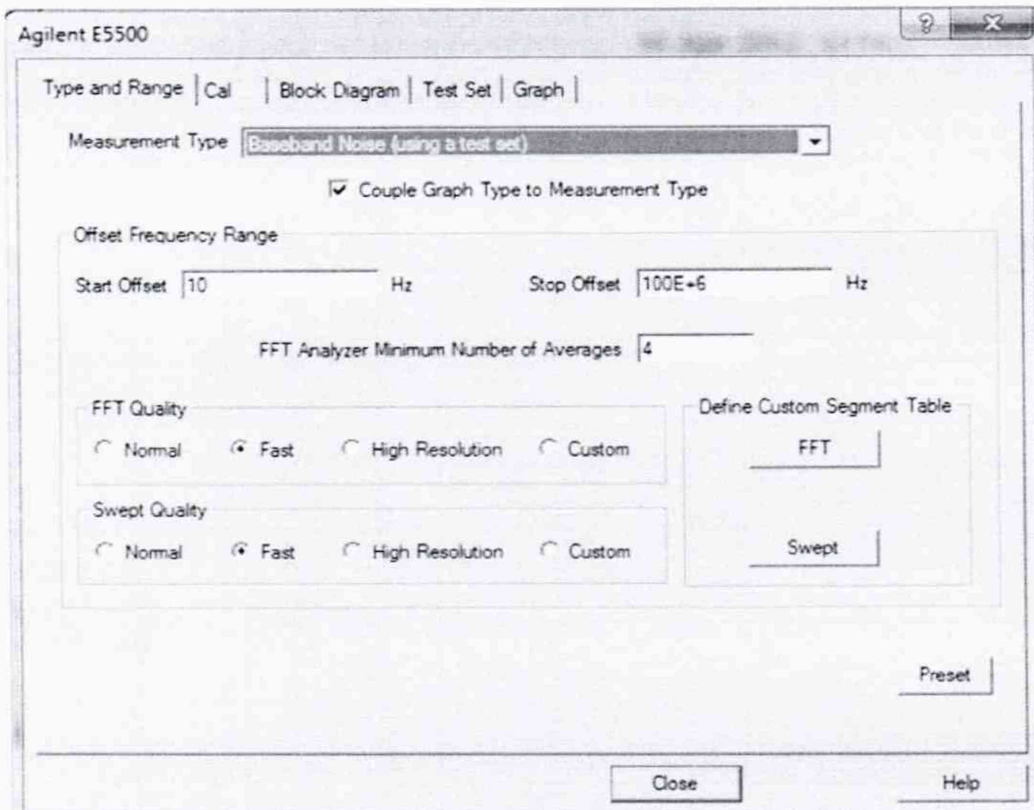 Agilent E5500
Type and Range
Cal
Block Diagram
Test Set
Graph
Measurement Type
Baseband Noise (using a test set)
Couple Graph Type to Measurement Type
Offset Frequency Range
Start Offset 10 Hz
Stop Offset 100E+6 Hz
FFT Analyzer Minimum Number of Averages 4
FFT Quality
Normal
Fast
High Resolution
Custom
Define Custom Segment Table
FFT
Swept Quality
Normal
Fast
High Resolution
Custom
Swept
Preset
Close
Help